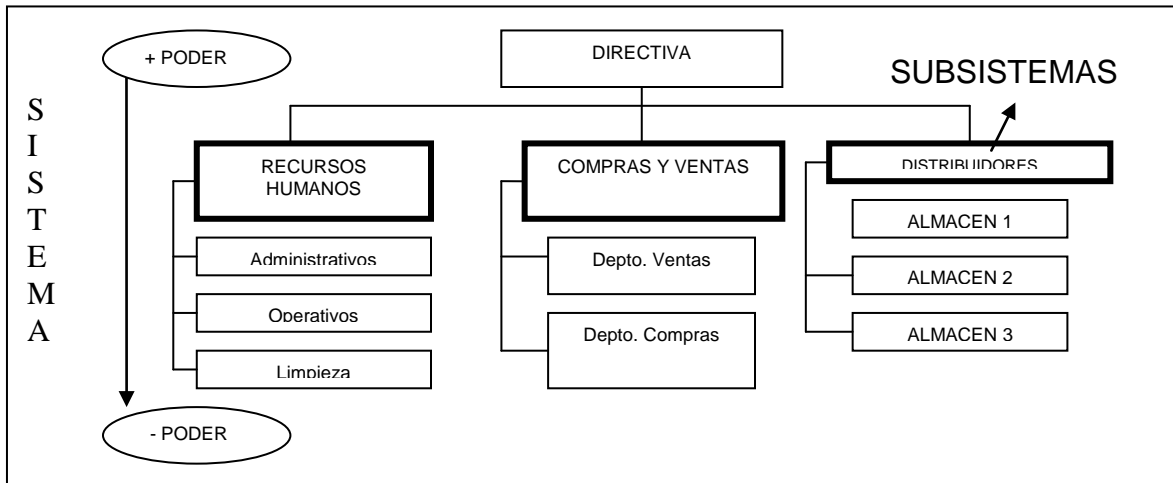 SISTEMA
+ PODER
DIRECTIVA
SUBSISTEMAS
RECURSOS
HUMANOS
COMPRAS Y VENTAS
DISTRIBUIDORES
Administrativos
Operativos
Limpieza
Depto. Ventas
Depto. Compras
ALMACEN 1
ALMACEN 2
ALMACEN 3
- PODER